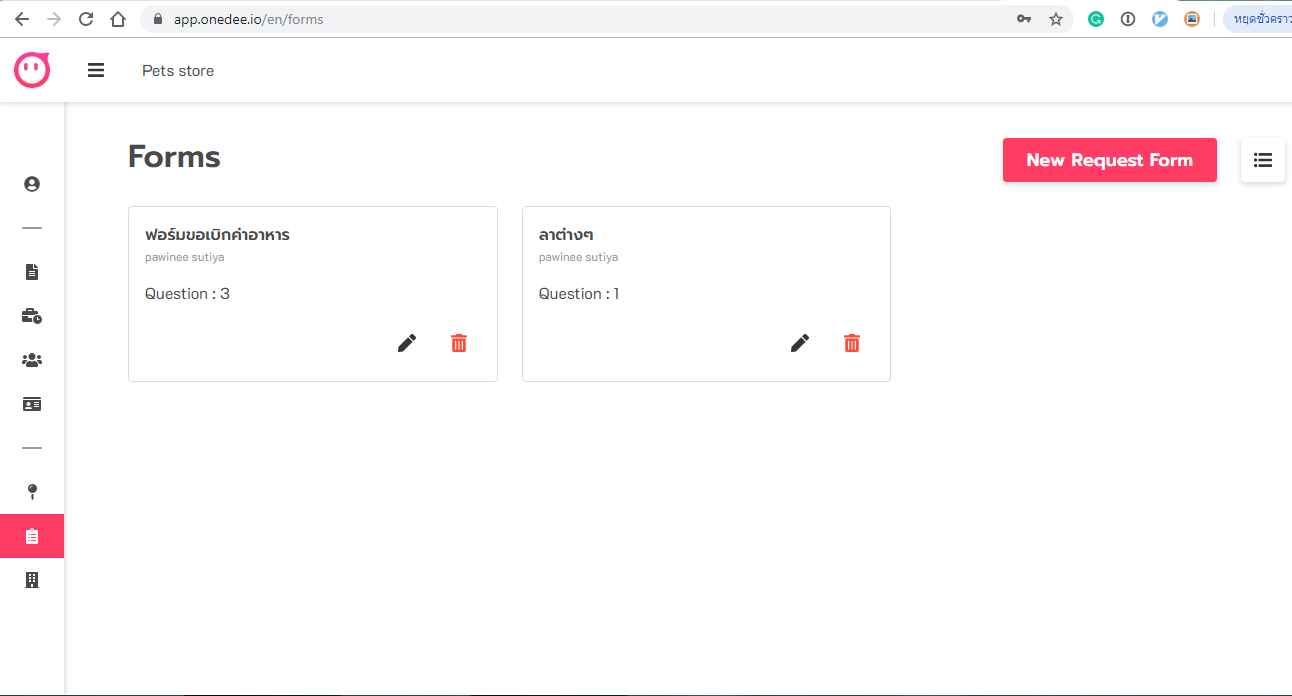 app.onedee.io/en/forms
หยุดชั่วครา
Pets store
Forms
New Request Form
ฟอร์มขอเบิกค่าอาหาร
pawinee sutiya
Question : 3
ลาต่างๆ
pawinee sutiya
Question : 1